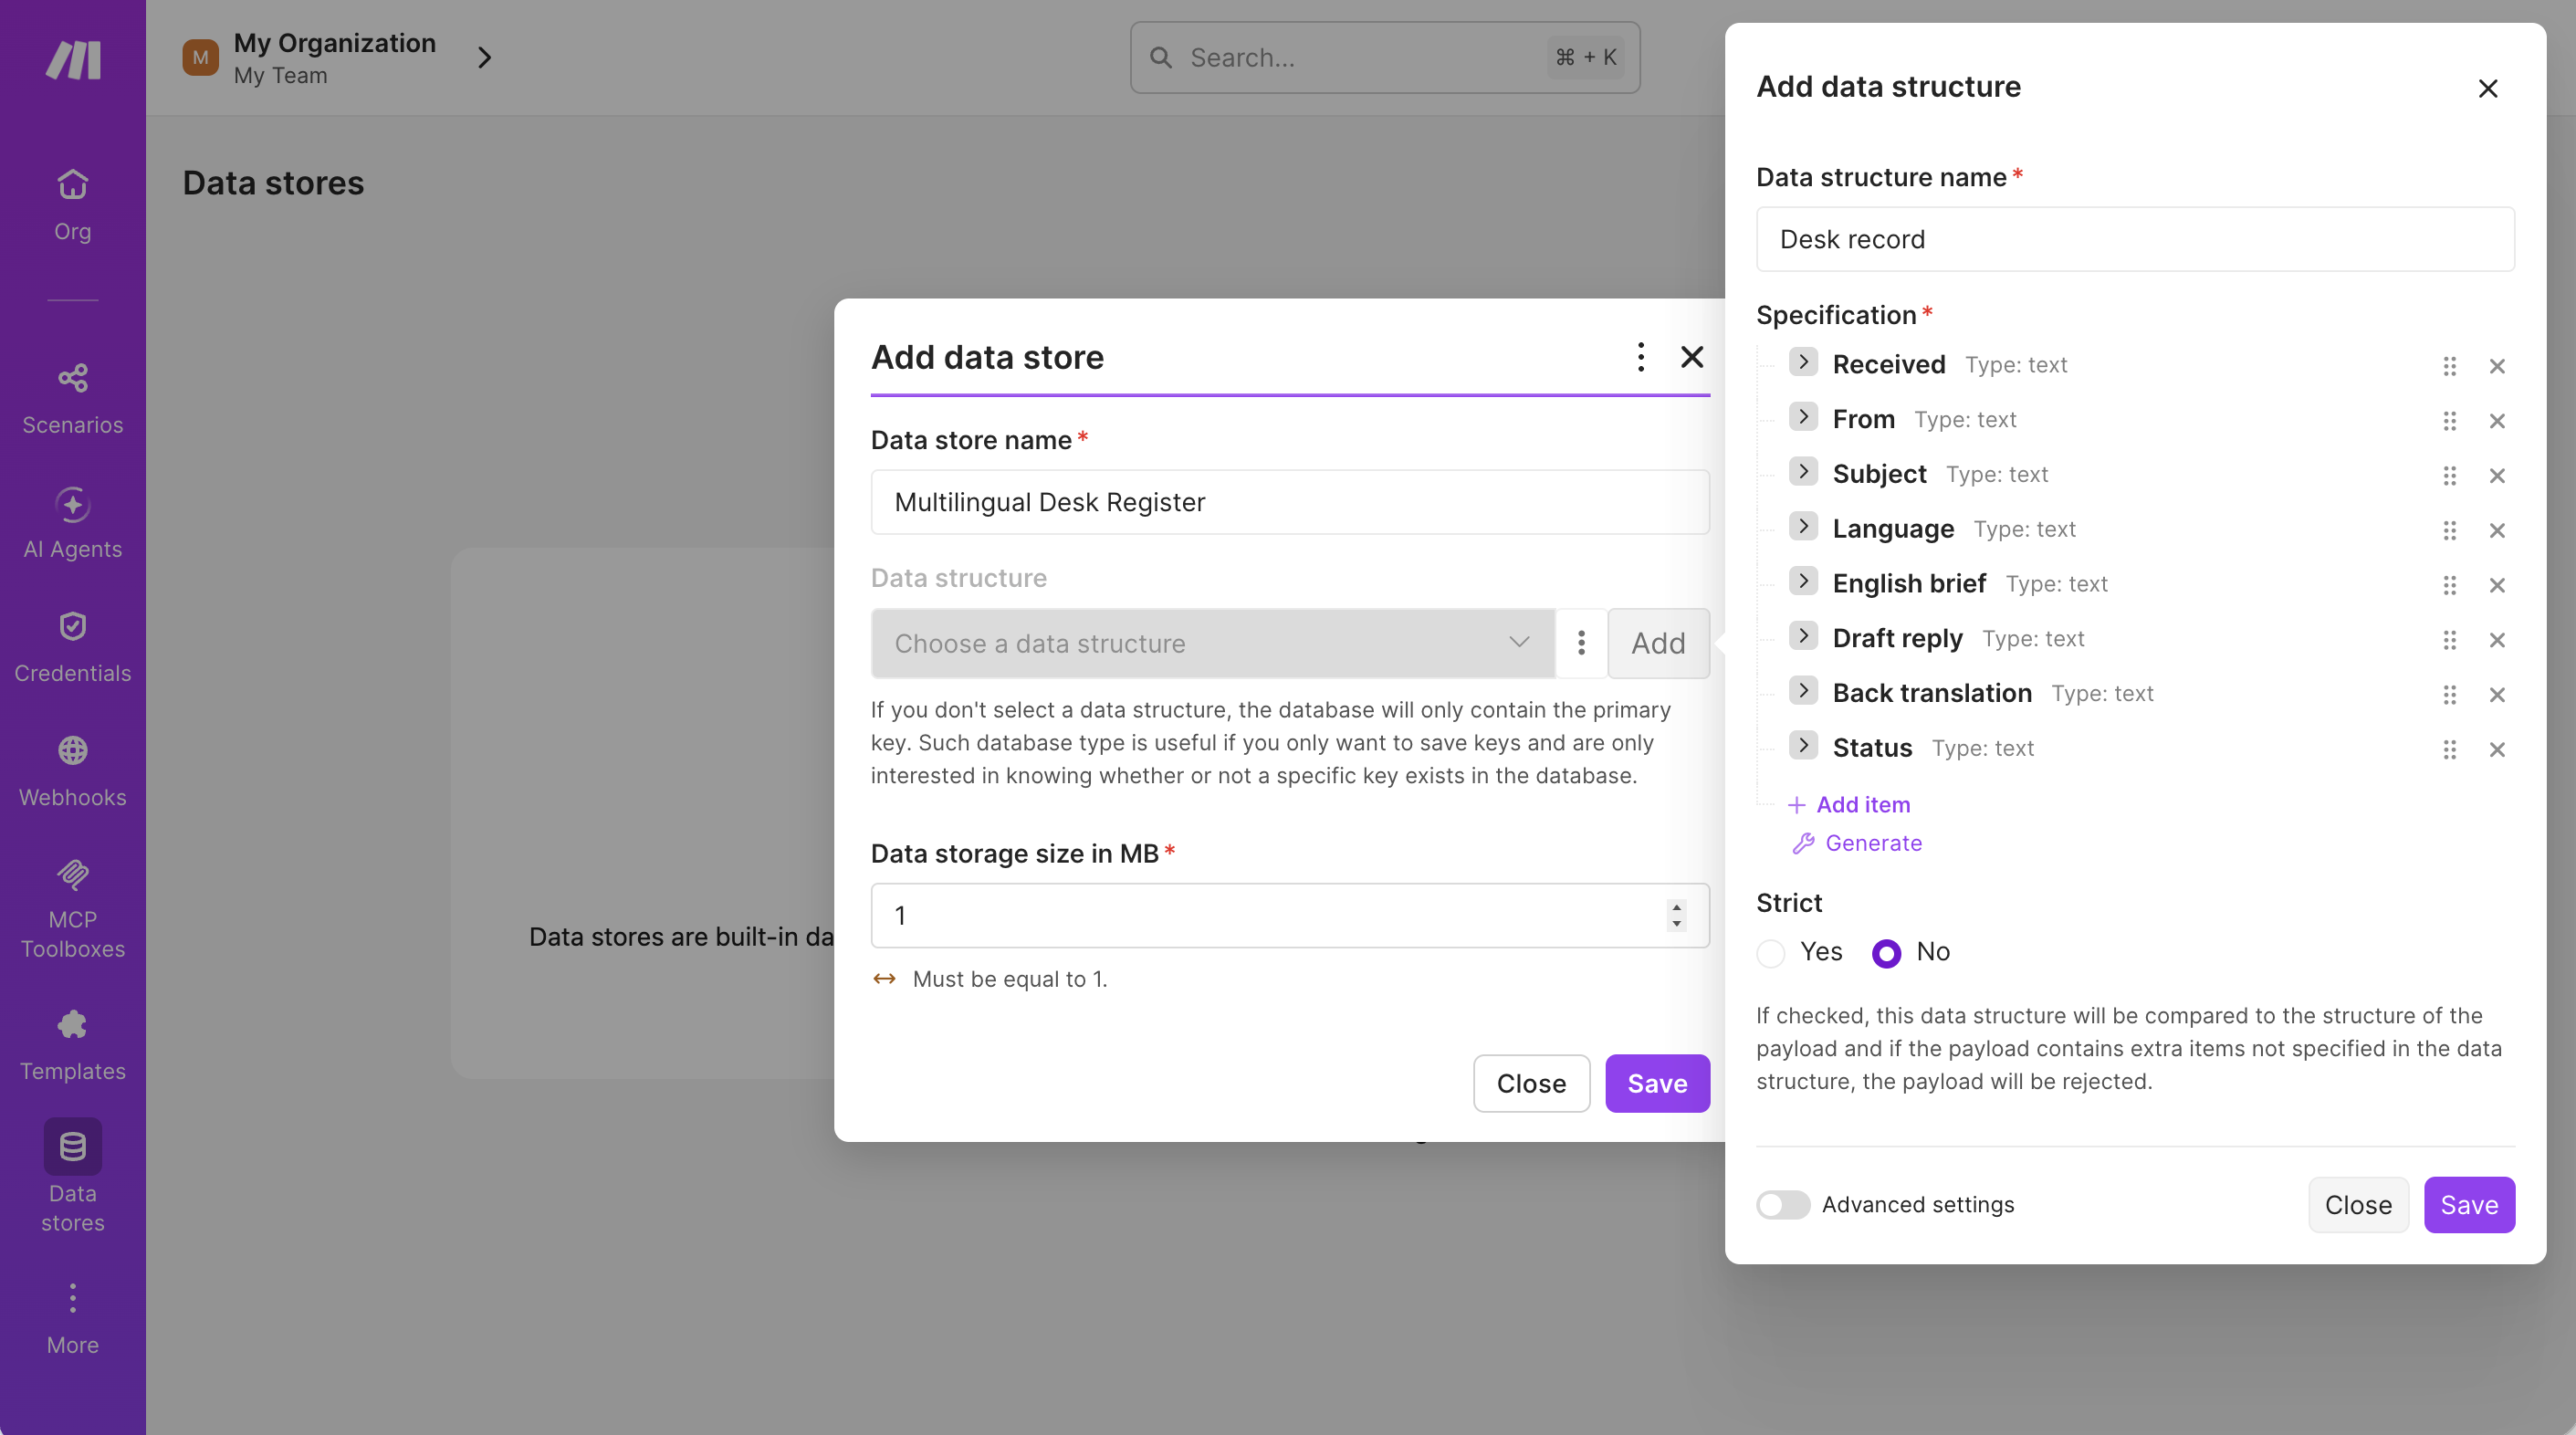 M
My Organization
My Team
Search...
⌘ + K
Org
Scenarios
AI Agents
Credentials
Webhooks
MCP
Toolboxes
Templates
Data
stores
More
Data stores
Data stores are built-in da
Add data store
Data store name *
Multilingual Desk Register
Data structure
Choose a data structure
Add
If you don't select a data structure, the database will only contain the primary
key. Such database type is useful if you only want to save keys and are only
interested in knowing whether or not a specific key exists in the database.
Data storage size in MB *
1
Must be equal to 1.
Close
Save
Add data structure
Data structure name *
Desk record
Specification *
Received Type: text
From Type: text
Subject Type: text
Language Type: text
English brief Type: text
Draft reply Type: text
Back translation Type: text
Status Type: text
+ Add item
Generate
Strict
Yes No
If checked, this data structure will be compared to the structure of the
payload and if the payload contains extra items not specified in the data
structure, the payload will be rejected.
Advanced settings
Close
Save